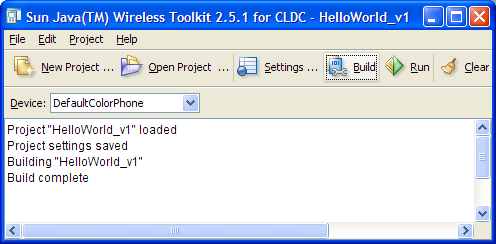 Sun Java(TM) Wireless Toolkit 2.5.1 for CLDC - HelloWorld_v1
File Edit Project Help
New Project ... Open Project ... Settings ... Build Run Clear
Device: DefaultColorPhone
Project "HelloWorld_v1" loaded
Project settings saved
Building "HelloWorld_v1"
Build complete